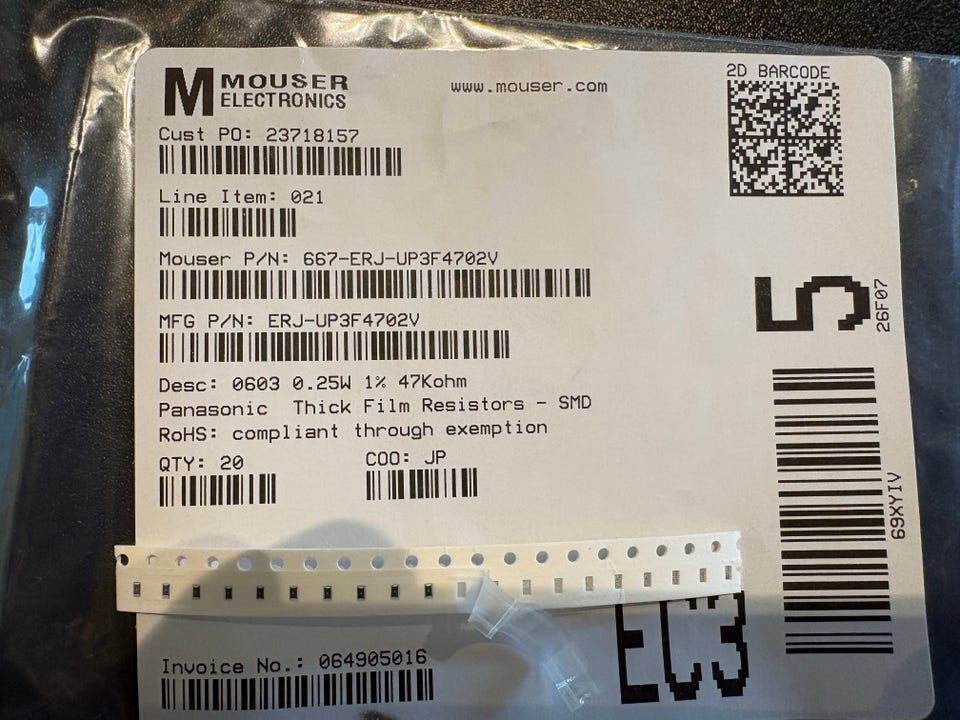 MOUSER
ELECTRONICS
www.mouser.com
2D BARCODE
Cust PO: 23718157
Line Item: 021
Mouser P/N: 667-ERJ-UP3F4702V
MFG P/N: ERJ-UP3F4702V
Desc: 0603 0.25W 1% 47Kohm
Panasonic Thick Film Resistors - SMD
RoHS: compliant through exemption
QTY: 20
COO: JP
Invoice No.: 064905016
5
26F07
69XYIV
EC3